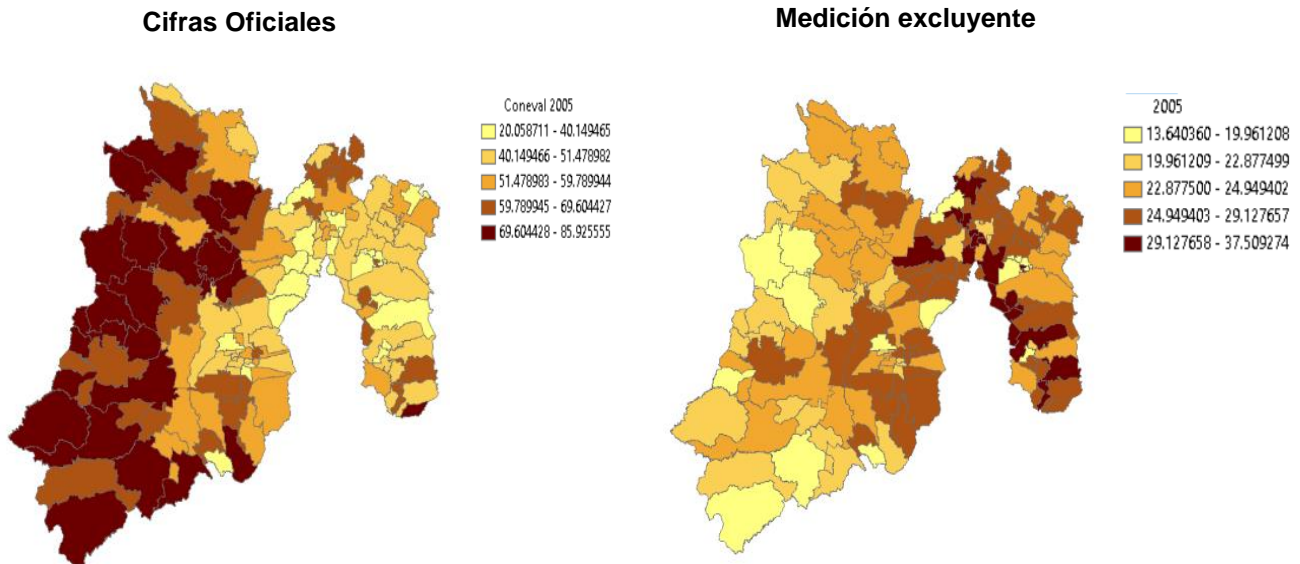 Cifras Oficiales
Medición excluyente
Coneval 2005
20.058711 - 40.149465
40.149466 - 51.478982
51.478983 - 59.789944
59.789945 - 69.604427
69.604428 - 85.925555
2005
13.640360 - 19.961208
19.961209 - 22.877499
22.877500 - 24.949402
24.949403 - 29.127657
29.127658 - 37.509274